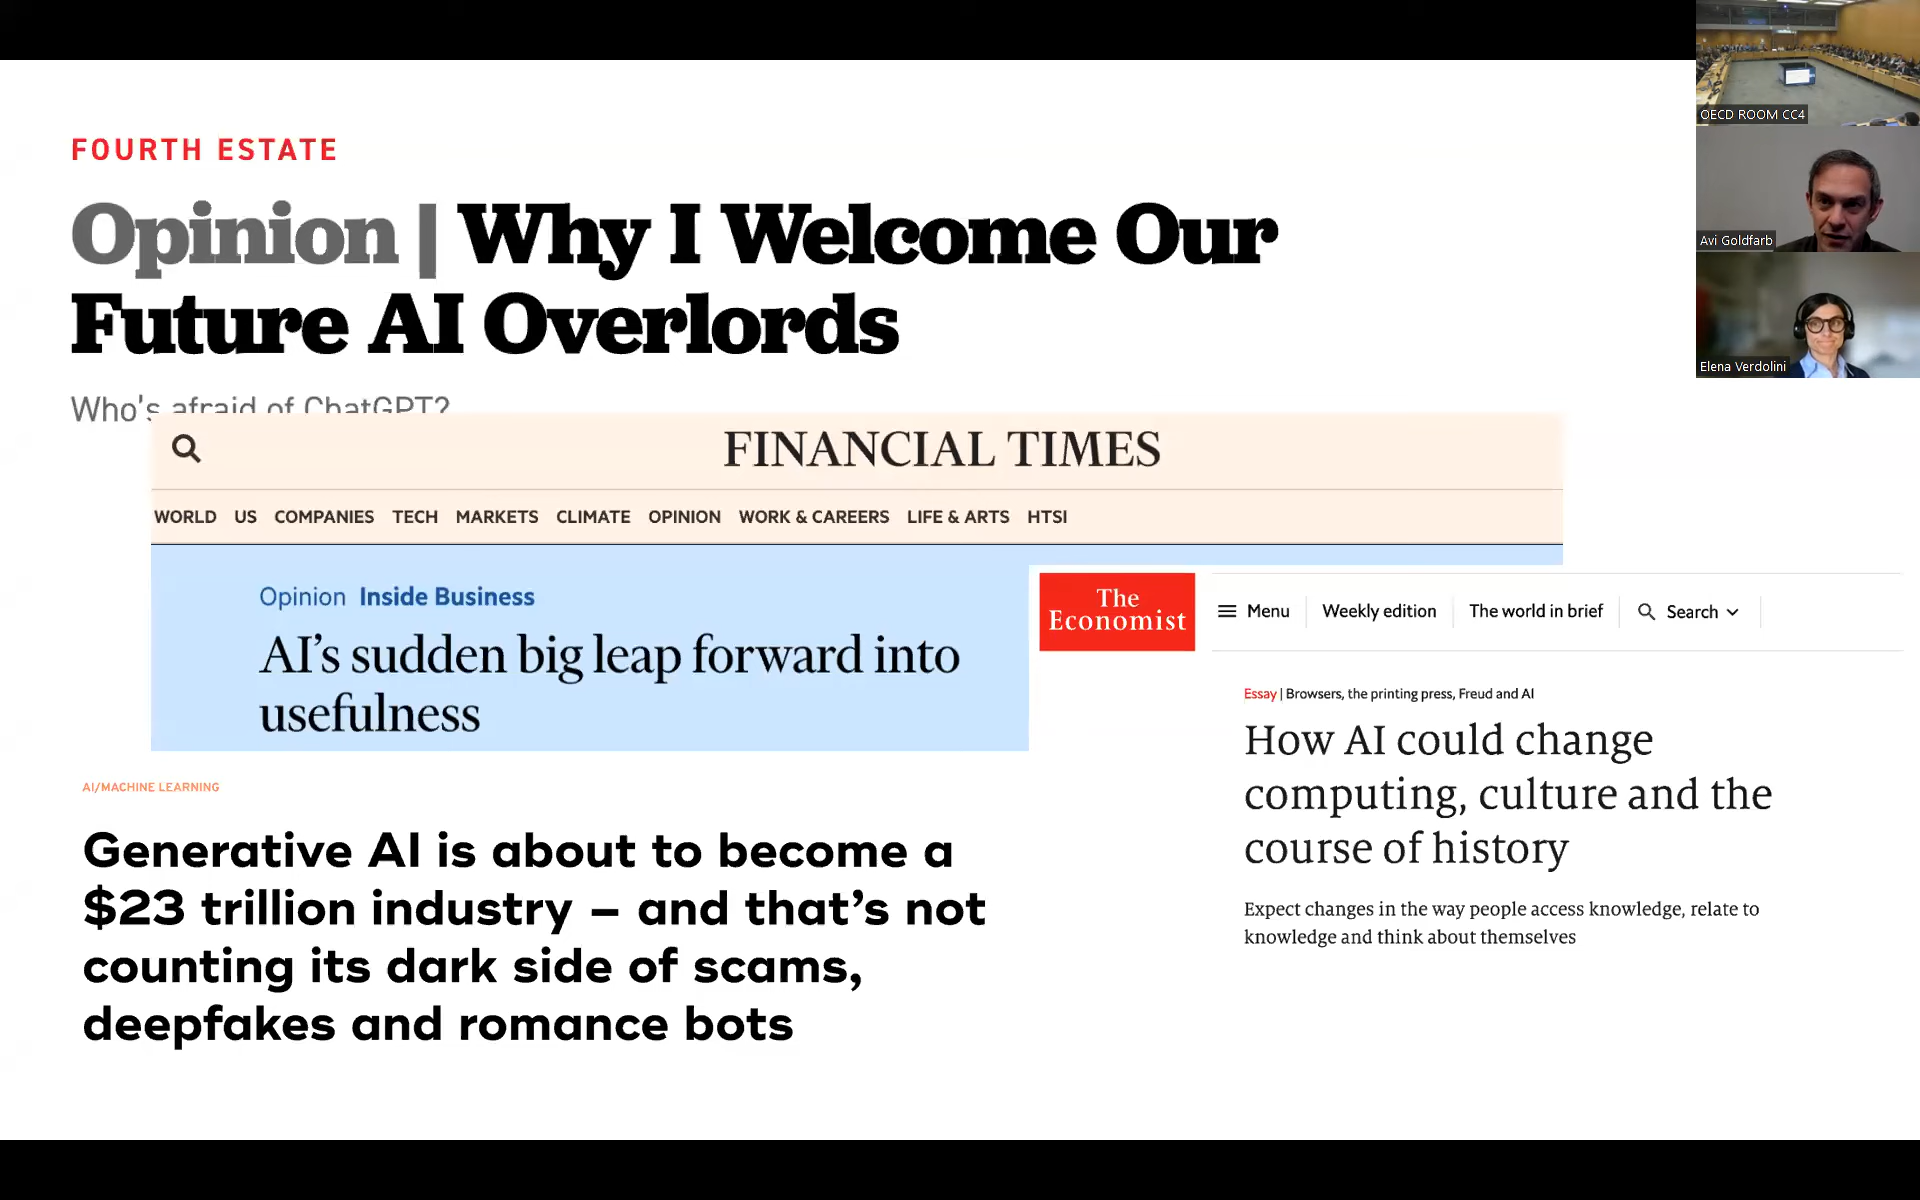 FOURTH ESTATE
Opinion | Why I Welcome Our
Future AI Overlords
Who's afraid of ChatGPT?
FINANCIAL TIMES
WORLD US COMPANIES TECH MARKETS CLIMATE OPINION WORK & CAREERS LIFE & ARTS HTSI
Opinion Inside Business
AI's sudden big leap forward into
usefulness
The
Economist
Menu
Weekly edition
The world in brief
Search
Essay | Browsers, the printing press, Freud and AI
How AI could change
computing, culture and the
course of history
Expect changes in the way people access knowledge, relate to
knowledge and think about themselves
AI/MACHINE LEARNING
Generative AI is about to become a
$23 trillion industry – and that's not
counting its dark side of scams,
deepfakes and romance bots
OECD ROOM CC4
Avi Goldfarb
Elena Verdolini